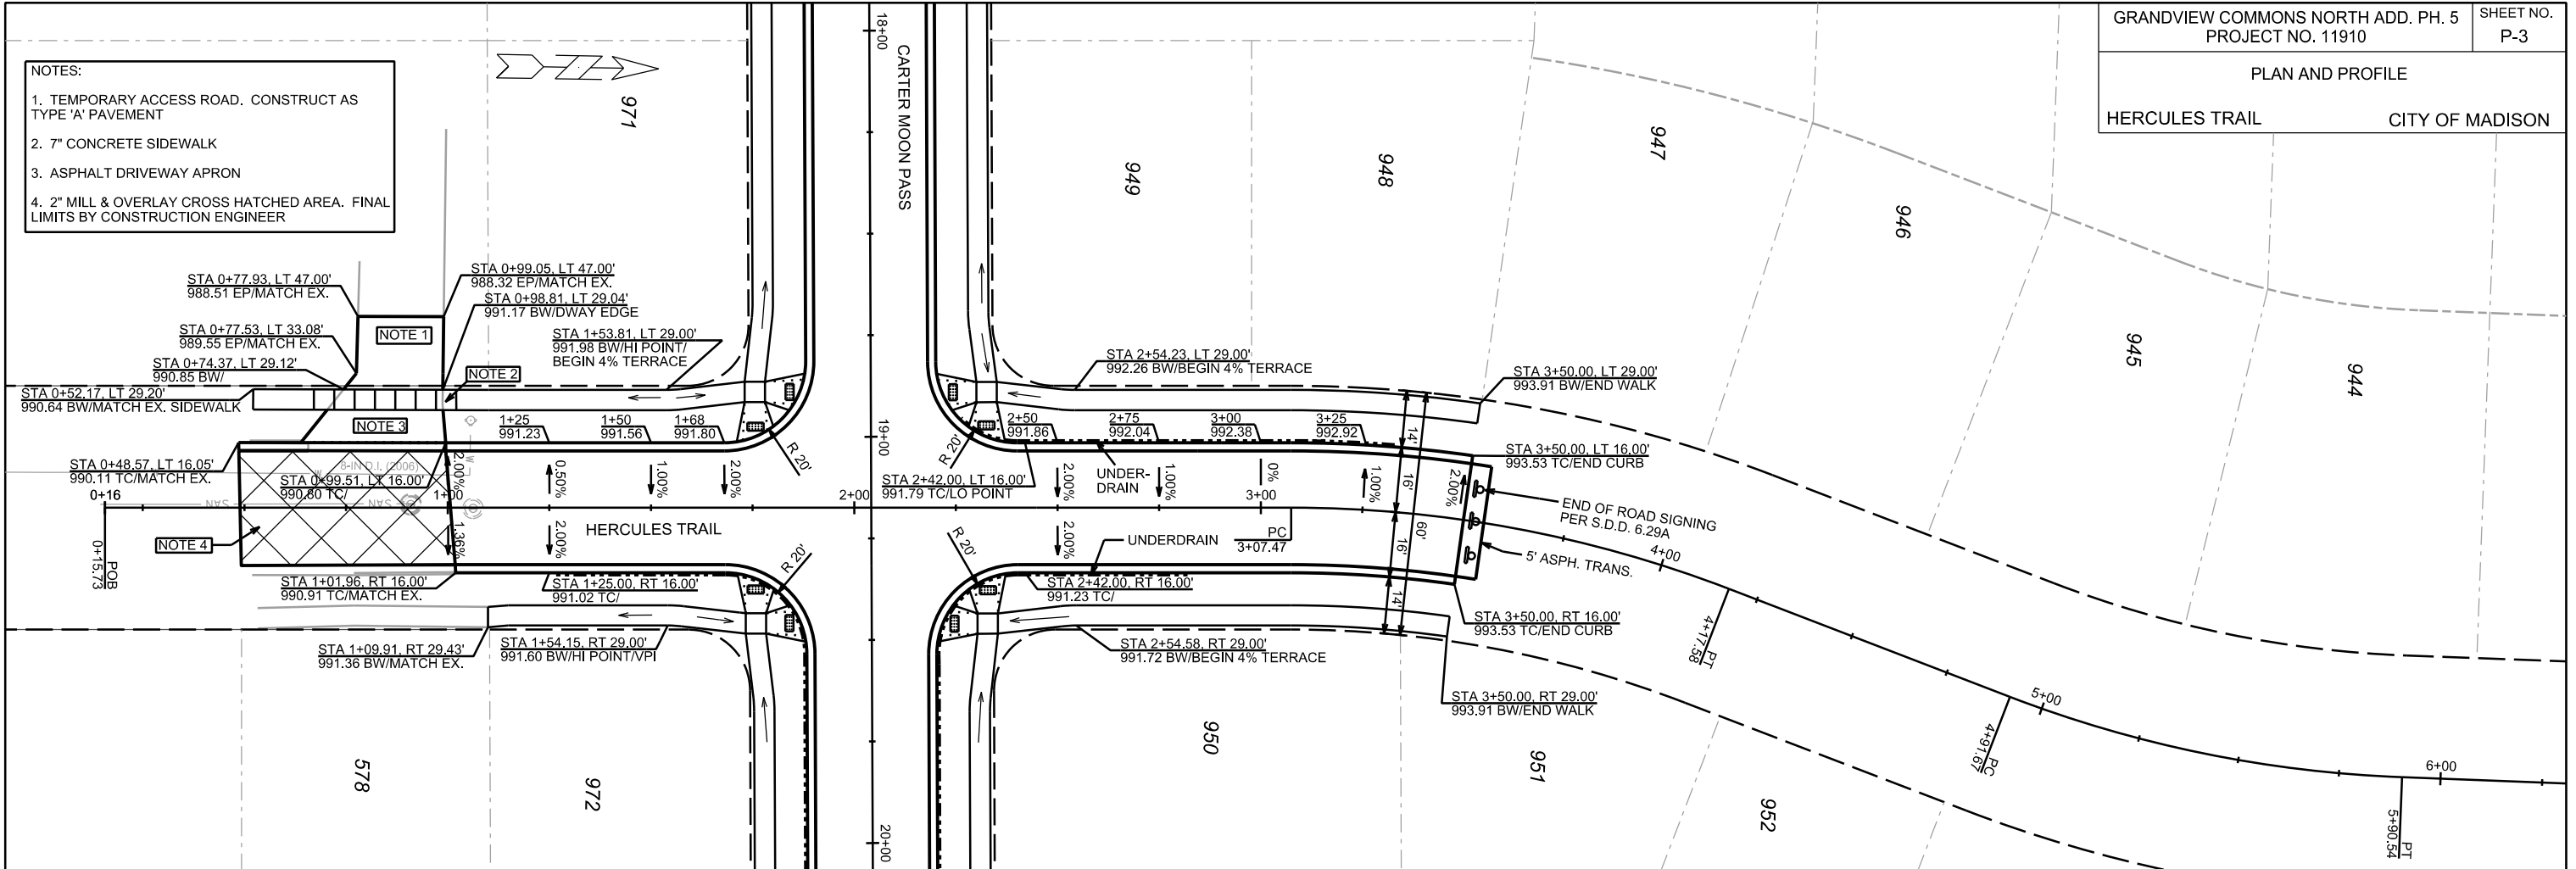 GRANDVIEW COMMONS NORTH ADD. PH. 5
PROJECT NO. 11910
SHEET NO.
P-3
PLAN AND PROFILE
HERCULES TRAIL
CITY OF MADISON
NOTES:
1. TEMPORARY ACCESS ROAD. CONSTRUCT AS
TYPE 'A' PAVEMENT
2. 7" CONCRETE SIDEWALK
3. ASPHALT DRIVEWAY APRON
4. 2" MILL & OVERLAY CROSS HATCHED AREA. FINAL
LIMITS BY CONSTRUCTION ENGINEER
971
18+00
CARTER MOON PASS
949
948
947
946
945
944
STA 0+77.93, LT 47.00'
988.51 EP/MATCH EX.
STA 0+99.05, LT 47.00'
988.32 EP/MATCH EX.
STA 0+98.81, LT 29.04'
991.17 BW/DWAY EDGE
STA 0+77.53, LT 33.08'
989.55 EP/MATCH EX.
NOTE 1
STA 1+53.81, LT 29.00'
991.98 BW/HI POINT/
BEGIN 4% TERRACE
STA 0+74.37, LT 29.12'
990.85 BW/
NOTE 2
STA 0+52.17, LT 29.20'
990.64 BW/MATCH EX. SIDEWALK
NOTE 3
STA 2+54.23, LT 29.00'
992.26 BW/BEGIN 4% TERRACE
STA 3+50.00, LT 29.00'
993.91 BW/END WALK
1+25
991.23
1+50
991.56
1+68
991.80
2+50
991.86
2+75
992.04
3+00
992.38
3+25
992.92
19+00
R 20'
R 20'
14'
STA 0+48.57, LT 16.05'
990.11 TC/MATCH EX.
8-IN D.I. (2006)
W
W
STA 0+99.51, LT 16.00'
990.80 TC/
2.00%
0.50%
1.00%
2.00%
STA 2+42.00, LT 16.00'
991.79 TC/LO POINT
2.00%
UNDER-
DRAIN
1.00%
0%
1.00%
16'
2.00%
STA 3+50.00, LT 16.00'
993.53 TC/END CURB
0+16
SAN
SAN
1+00
2+00
3+00
END OF ROAD SIGNING
PER S.D.D. 6.29A
POB
0+15.73
NOTE 4
1.36%
2.00%
HERCULES TRAIL
2.00%
UNDERDRAIN
PC
3+07.47
16'
60'
5' ASPH. TRANS.
4+00
R 20'
R 20'
STA 1+01.96, RT 16.00'
990.91 TC/MATCH EX.
STA 1+25.00, RT 16.00'
991.02 TC/
STA 2+42.00, RT 16.00'
991.23 TC/
14'
STA 3+50.00, RT 16.00'
993.53 TC/END CURB
STA 1+09.91, RT 29.43'
991.36 BW/MATCH EX.
STA 1+54.15, RT 29.00'
991.60 BW/HI POINT/VPI
STA 2+54.58, RT 29.00'
991.72 BW/BEGIN 4% TERRACE
STA 3+50.00, RT 29.00'
993.91 BW/END WALK
PT
4+17.58
PC
4+91.67
5+00
6+00
PT
5+90.54
578
972
20+00
950
951
952